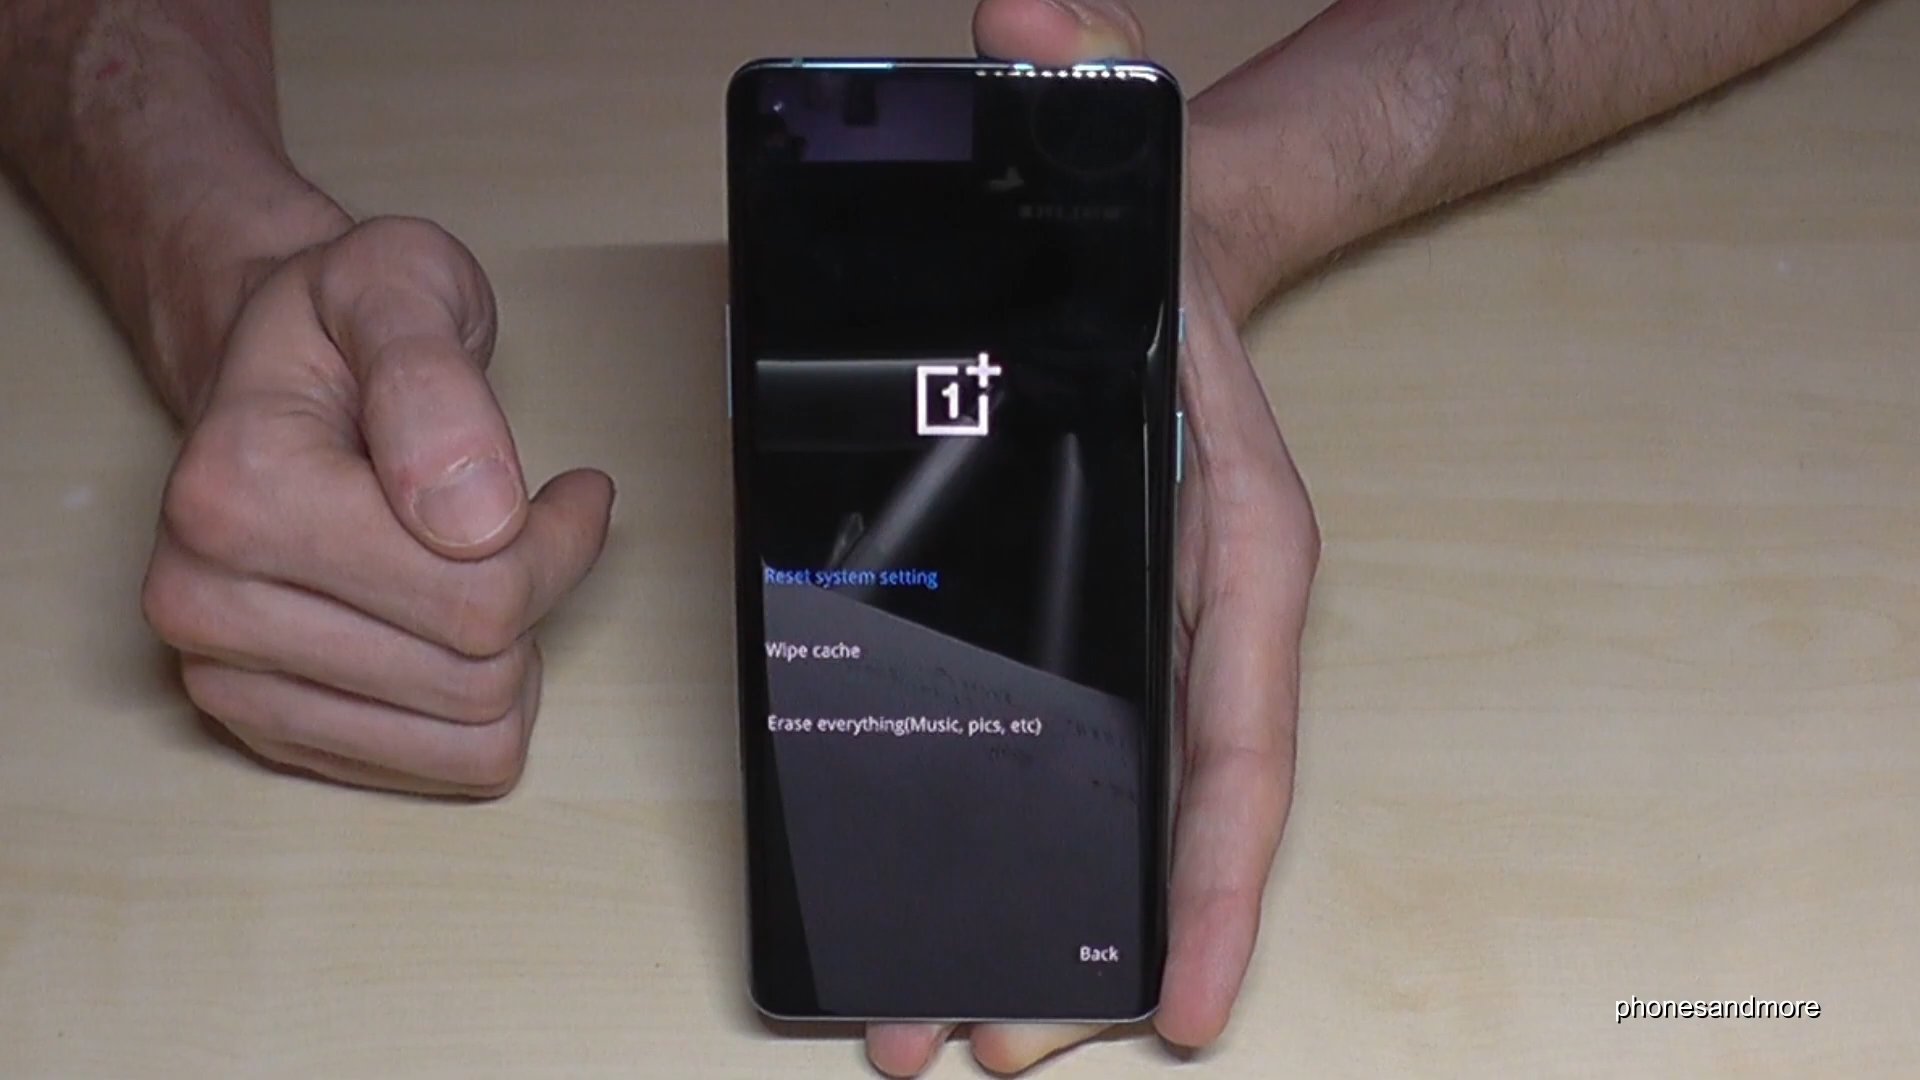 1+
Reset system setting
Wipe cache
Erase everything(Music, pics, etc)
Back
phonesandmore